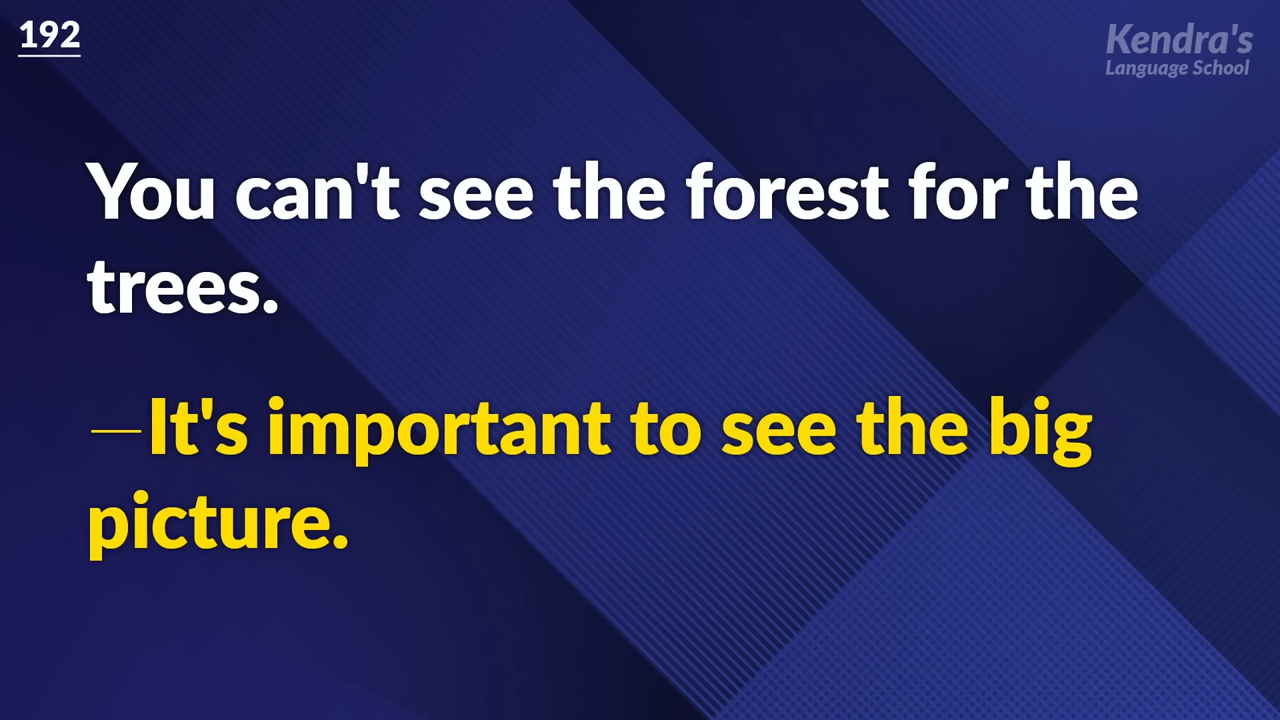 192
Kendra's
Language School
You can't see the forest for the
trees.
—It's important to see the big
picture.